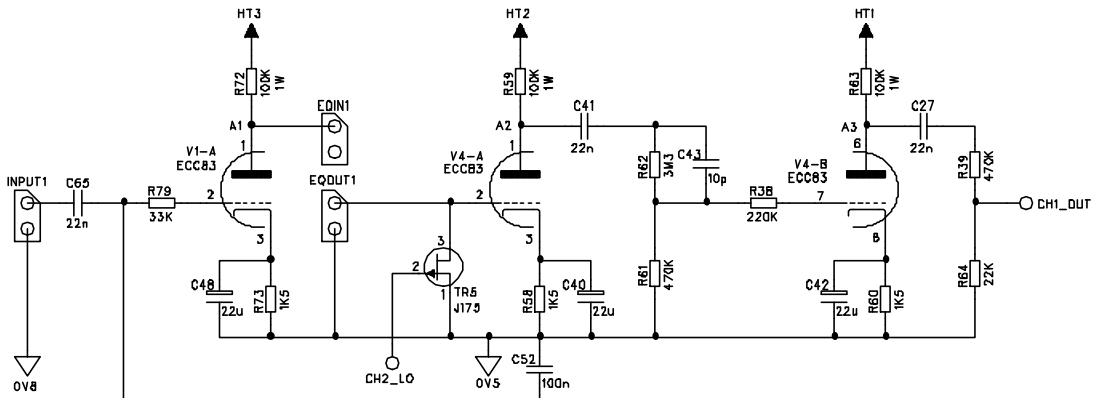 HT3
HT2
HT1
R72
100K
1W
R59
100K
1W
R63
100K
1W
EQIN1
C41
22n
C27
22n
A1
A2
A3
1
1
6
V1-A
ECC83
V4-A
ECC83
V4-B
ECC83
R62
3M3
C43
10p
R39
470K
INPUT1
C65
22n
R79
33K
2
EQOUT1
2
R38
220K
7
CH1_OUT
3
3
8
3
2
1
TR5
J175
C48
22u
R73
1K5
R58
1K5
C40
22u
R61
470K
C42
22u
R60
1K5
R64
22K
0V8
CH2_LO
0V5
C52
100n